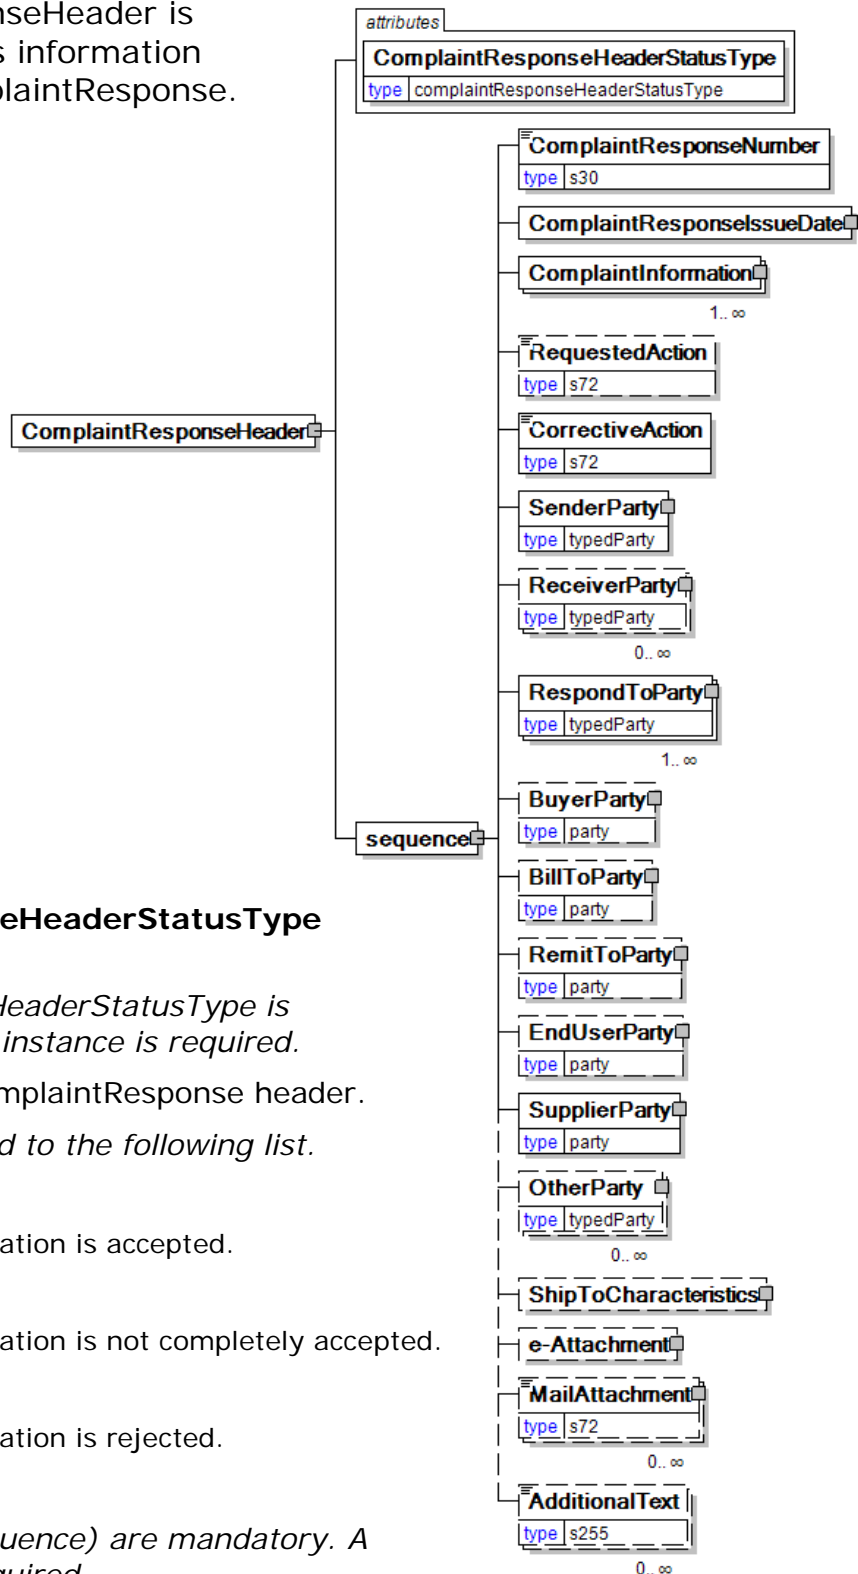 nseHeader is
s information
plaintResponse.
attributes
ComplaintResponseHeaderStatusType
type complaintResponseHeaderStatusType
ComplaintResponseNumber
type s30
ComplaintResponseIssueDate
ComplaintInformation
1.. ∞
RequestedAction
type s72
ComplaintResponseHeader
CorrectiveAction
type s72
SenderParty
type typedParty
ReceiverParty
type typedParty
0.. ∞
RespondToParty
type typedParty
1.. ∞
BuyerParty
type party
sequence
BillToParty
type party
RemitToParty
type party
EndUserParty
type party
SupplierParty
type party
OtherParty
type typedParty
0.. ∞
ShipToCharacteristics
e-Attachment
MailAttachment
type s72
0.. ∞
AdditionalText
type s255
0.. ∞
eHeaderStatusType
HeaderStatusType is
instance is required.
mplaintResponse header.
d to the following list.
ation is accepted.
ation is not completely accepted.
ation is rejected.
uence) are mandatory. A
quired.